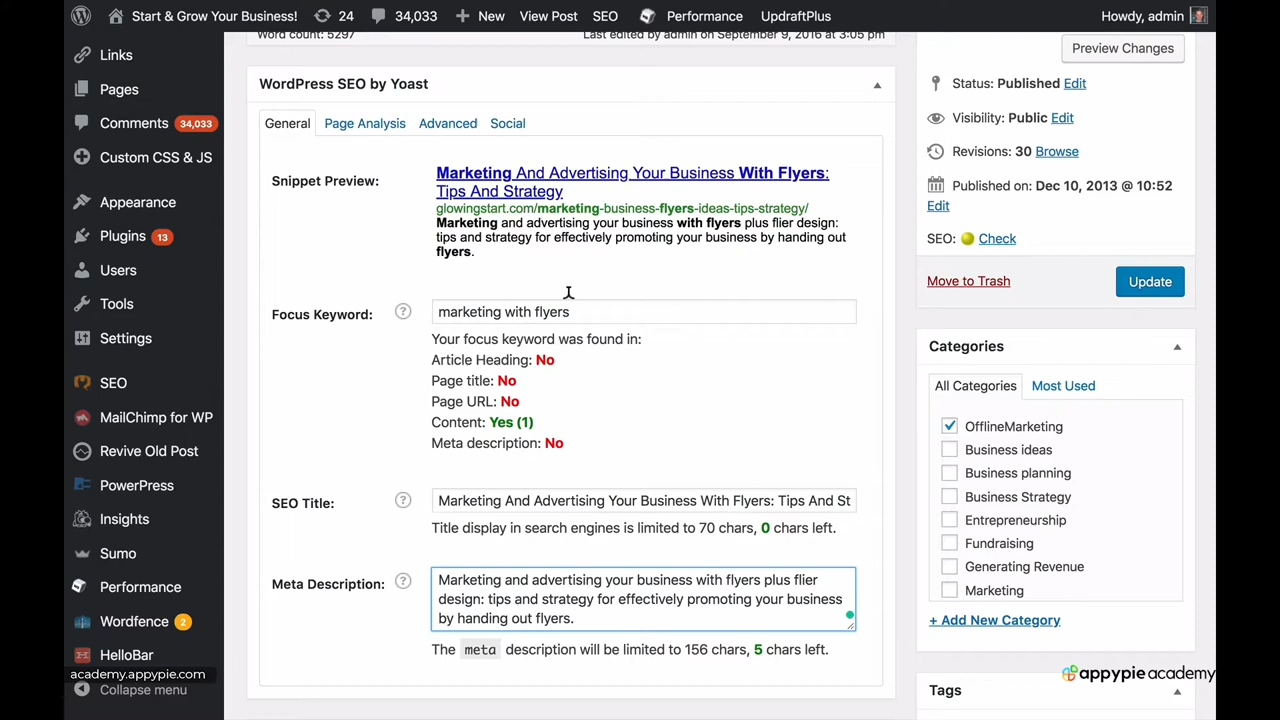 Start & Grow Your Business! 24 34,033 New View Post SEO Performance UpdraftPlus Howdy, admin
Links
Pages
Comments 34,033
Custom CSS & JS
Appearance
Plugins 13
Users
Tools
Settings
SEO
MailChimp for WP
Revive Old Post
PowerPress
Insights
Sumo
Performance
Wordfence 2
HelloBar
academy.appypie.com
Collapse menu
Word count: 5297 Last edited by admin on September 9, 2016 at 3:05 pm
WordPress SEO by Yoast
General Page Analysis Advanced Social
Snippet Preview:
Marketing And Advertising Your Business With Flyers:
Tips And Strategy
glowingstart.com/marketing-business-flyers-ideas-tips-strategy/
Marketing and advertising your business with flyers plus flier design:
tips and strategy for effectively promoting your business by handing out
flyers.
Focus Keyword: ? marketing with flyers
Your focus keyword was found in:
Article Heading: No
Page title: No
Page URL: No
Content: Yes (1)
Meta description: No
SEO Title: ? Marketing And Advertising Your Business With Flyers: Tips And St
Title display in search engines is limited to 70 chars, 0 chars left.
Meta Description: ? Marketing and advertising your business with flyers plus flier
design: tips and strategy for effectively promoting your business
by handing out flyers.
The meta description will be limited to 156 chars, 5 chars left.
Preview Changes
Status: Published Edit
Visibility: Public Edit
Revisions: 30 Browse
Published on: Dec 10, 2013 @ 10:52
Edit
SEO: Check
Move to Trash Update
Categories
All Categories Most Used
OfflineMarketing
Business ideas
Business planning
Business Strategy
Entrepreneurship
Fundraising
Generating Revenue
Marketing
+ Add New Category
appypie academy
Tags